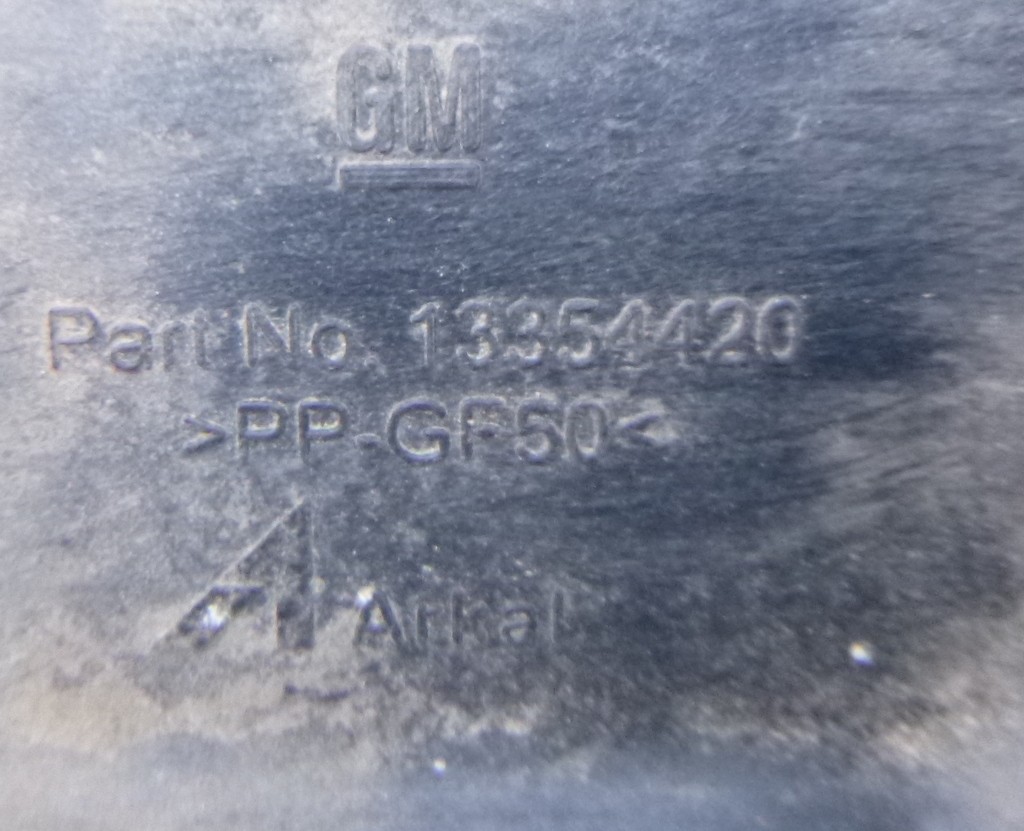 GM
Part No. 13354420
>PP-GF50<
Arkal